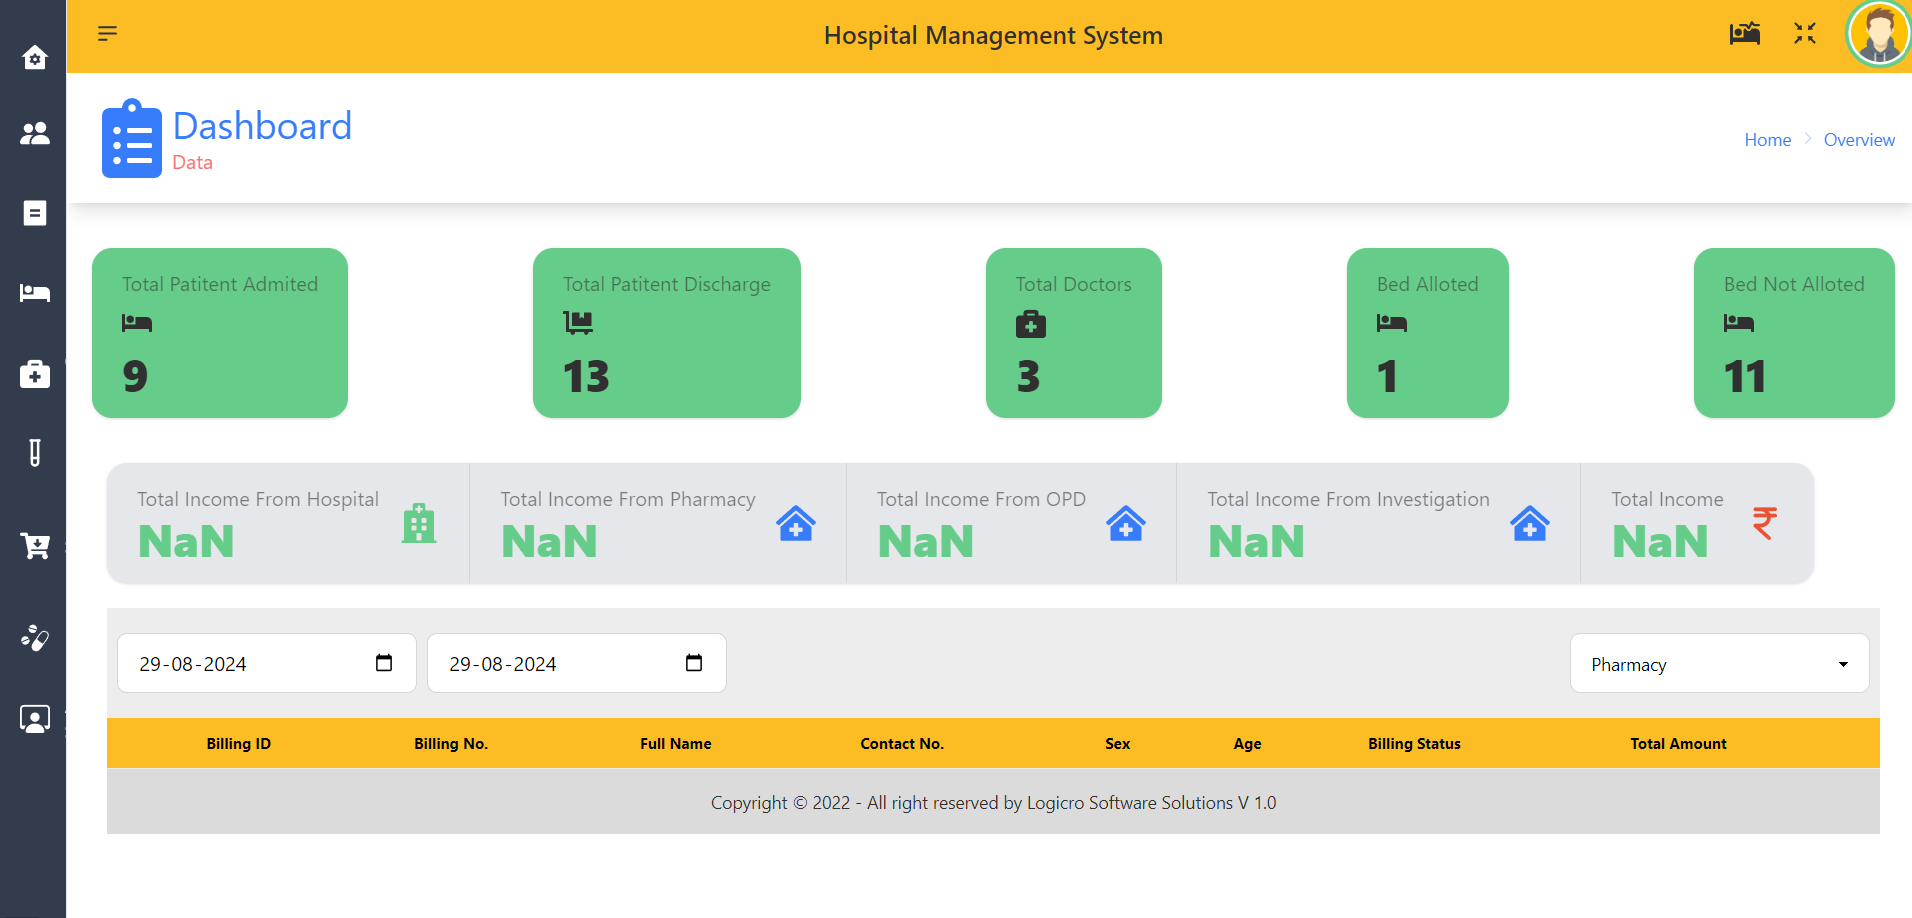 Hospital Management System
Dashboard
Data
Home > Overview
Total Patitent Admited
9
Total Patitent Discharge
13
Total Doctors
3
Bed Alloted
1
Bed Not Alloted
11
Total Income From Hospital
NaN
Total Income From Pharmacy
NaN
Total Income From OPD
NaN
Total Income From Investigation
NaN
Total Income
NaN
29-08-2024
29-08-2024
Pharmacy
Billing ID Billing No. Full Name Contact No. Sex Age Billing Status Total Amount
Copyright © 2022 - All right reserved by Logicro Software Solutions V 1.0